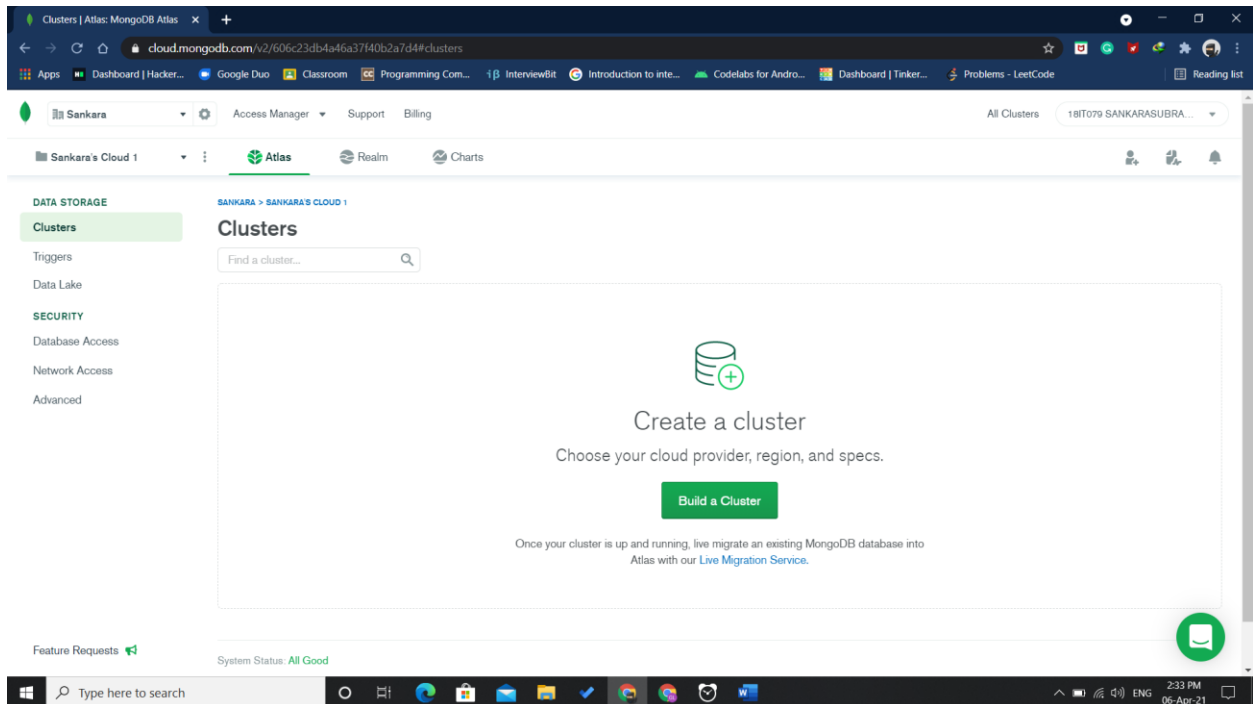 Clusters | Atlas: MongoDB Atlas
cloud.mongodb.com/v2/606c23db4a46a37f40b2a7d4#clusters
Apps Dashboard | Hacker... Google Duo Classroom Programming Com... InterviewBit Introduction to inte... Codelabs for Andro... Dashboard | Tinker... Problems - LeetCode Reading list
Sankara Access Manager Support Billing All Clusters 18IT079 SANKARASUBRA...
Sankara's Cloud 1 Atlas Realm Charts
DATA STORAGE
Clusters
Triggers
Data Lake
SECURITY
Database Access
Network Access
Advanced
Feature Requests
SANKARA > SANKARA'S CLOUD 1
Clusters
Find a cluster...
Create a cluster
Choose your cloud provider, region, and specs.
Build a Cluster
Once your cluster is up and running, live migrate an existing MongoDB database into
Atlas with our Live Migration Service.
System Status: All Good
Type here to search
ENG
2:33 PM
06-Apr-21